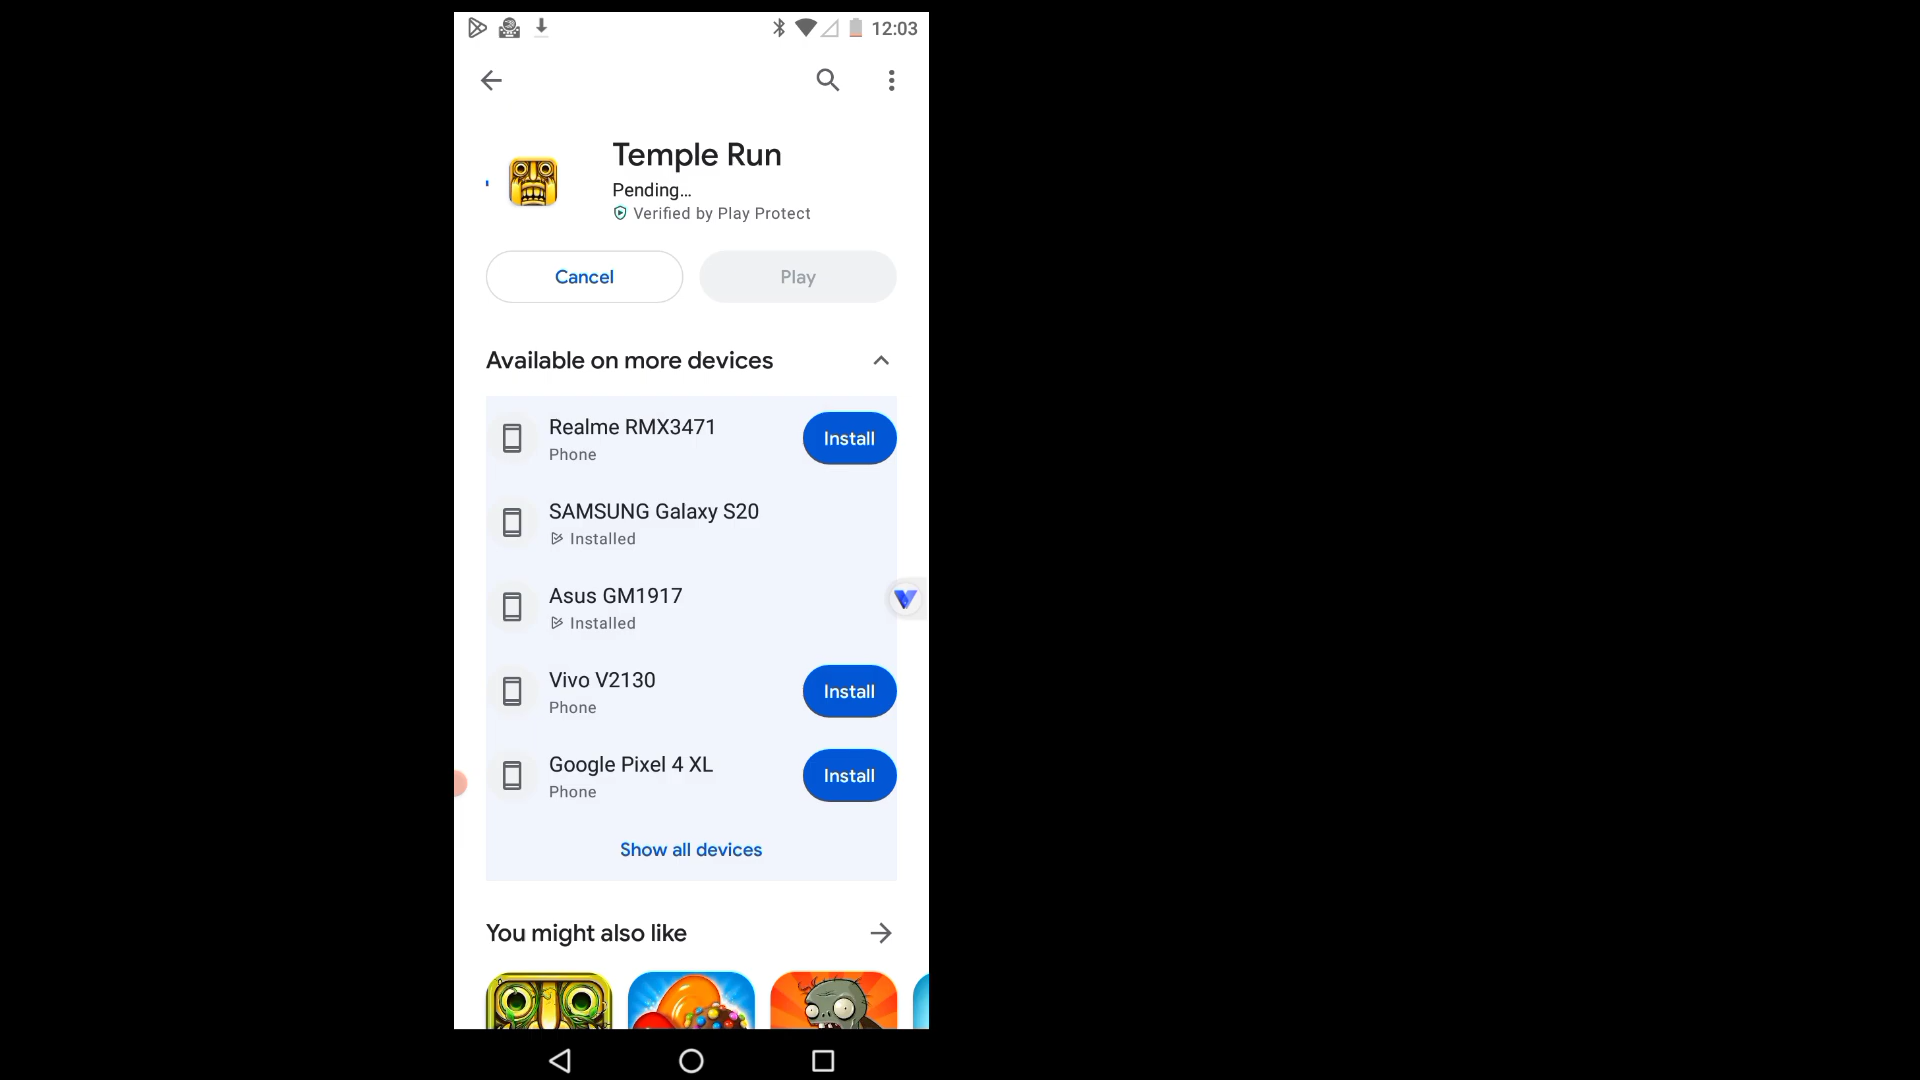 12:03
Temple Run
Pending...
Verified by Play Protect
Cancel
Play
Available on more devices
Realme RMX3471
Phone
Install
SAMSUNG Galaxy S20
Installed
Asus GM1917
Installed
Vivo V2130
Phone
Install
Google Pixel 4 XL
Phone
Install
Show all devices
You might also like